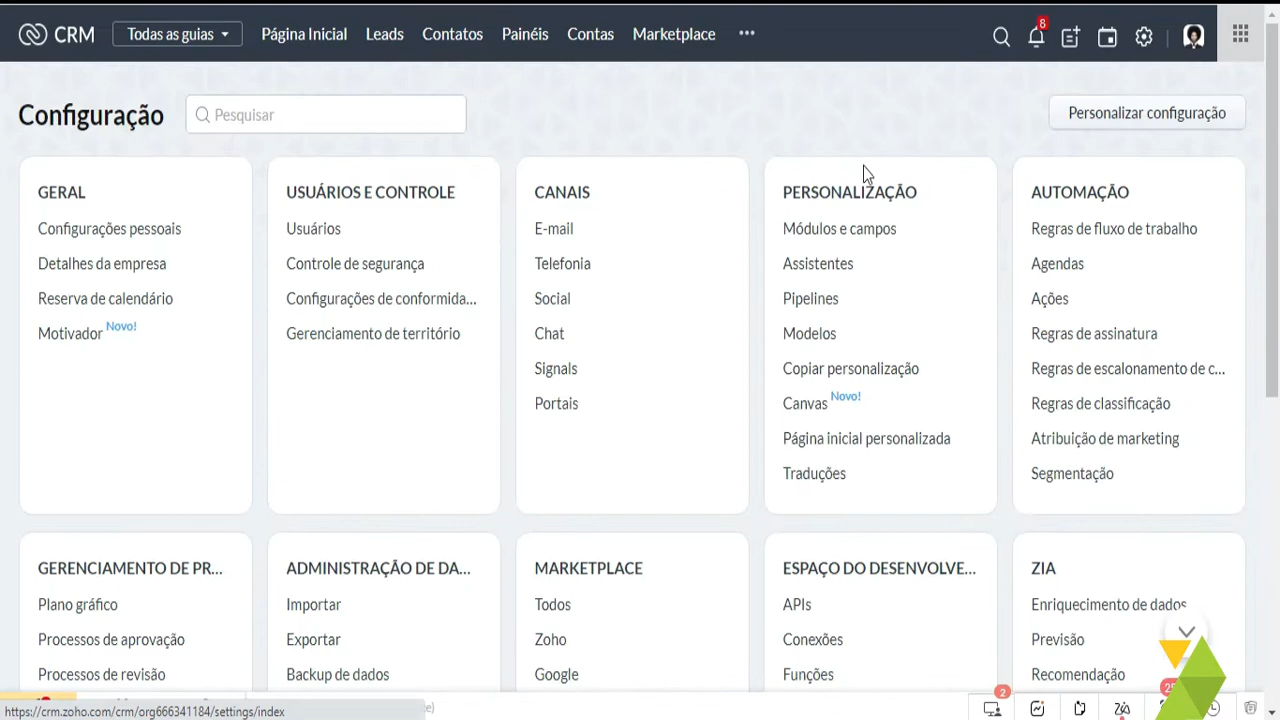 CRM Todas as guias Página Inicial Leads Contatos Painéis Contas Marketplace ••• 8
Configuração Pesquisar Personalizar configuração
GERAL
Configurações pessoais
Detalhes da empresa
Reserva de calendário
Motivador Novo!
USUÁRIOS E CONTROLE
Usuários
Controle de segurança
Configurações de conformida...
Gerenciamento de território
CANAIS
E-mail
Telefonia
Social
Chat
Signals
Portais
PERSONALIZAÇÃO
Módulos e campos
Assistentes
Pipelines
Modelos
Copiar personalização
Canvas Novo!
Página inicial personalizada
Traduções
AUTOMAÇÃO
Regras de fluxo de trabalho
Agendas
Ações
Regras de assinatura
Regras de escalonamento de c...
Regras de classificação
Atribuição de marketing
Segmentação
GERENCIAMENTO DE PR...
Plano gráfico
Processos de aprovação
Processos de revisão
ADMINISTRAÇÃO DE DA...
Importar
Exportar
Backup de dados
MARKETPLACE
Todos
Zoho
Google
ESPAÇO DO DESENVOLVE...
APIs
Conexões
Funções
ZIA
Enriquecimento de dados
Previsão
Recomendação
2
https://crm.zoho.com/crm/org666341184/settings/index